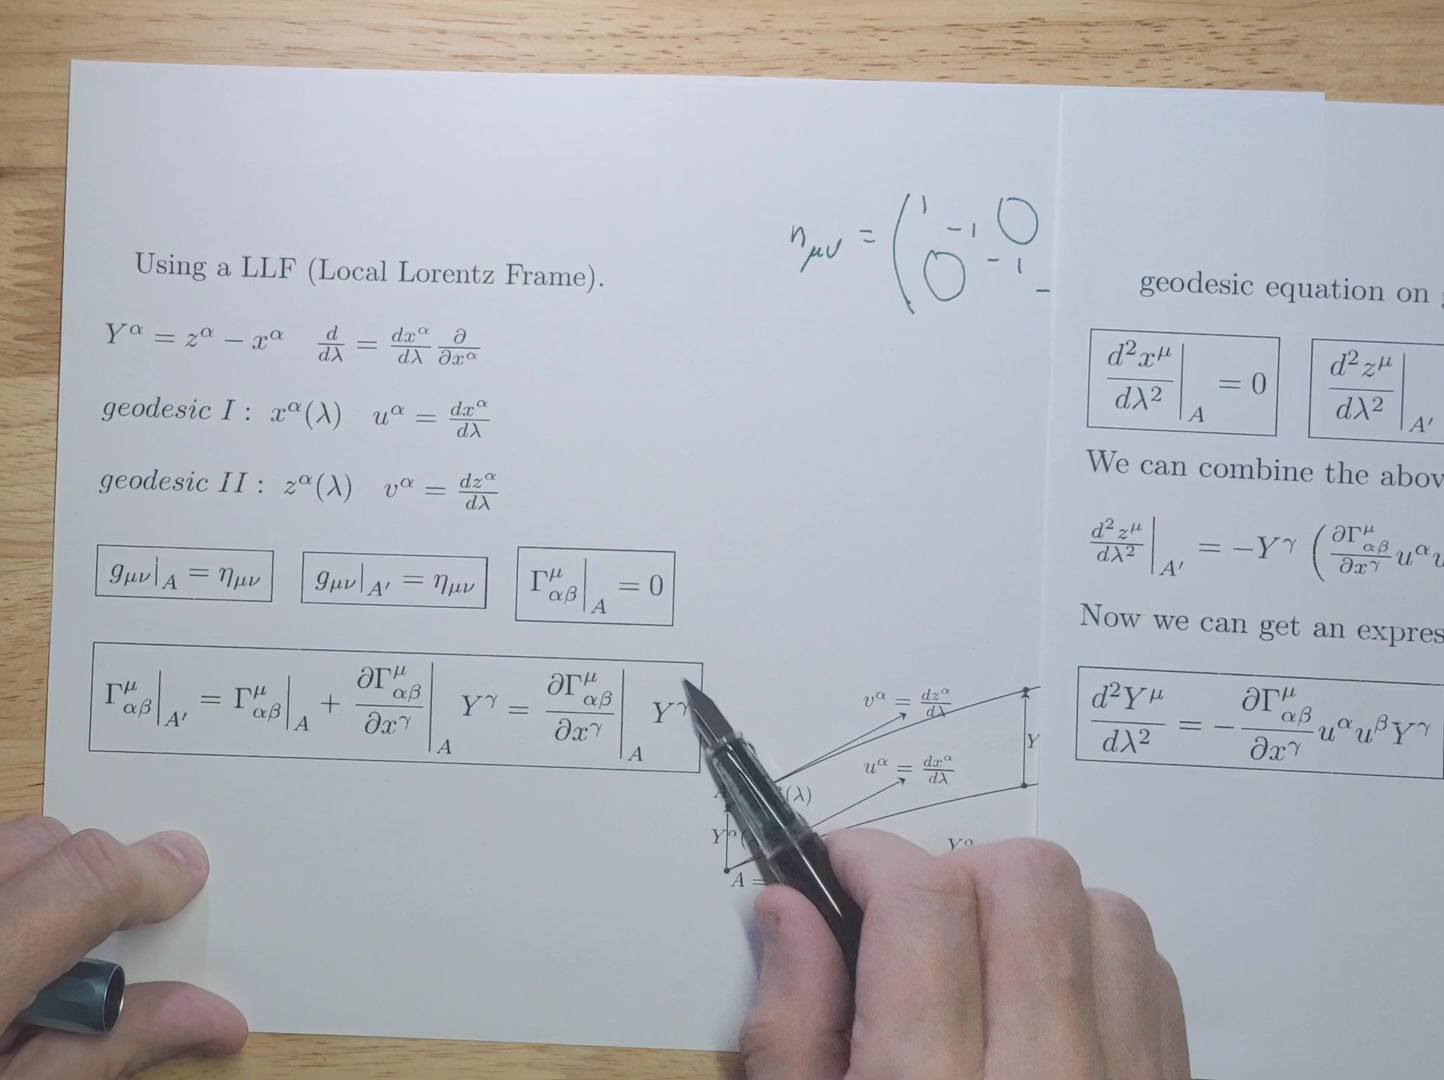 Using a LLF (Local Lorentz Frame).
Y^α = z^α − x^α   d/dλ = dx^α/dλ ∂/∂x^α
geodesic I : x^α(λ)   u^α = dx^α/dλ
geodesic II : z^α(λ)   v^α = dz^α/dλ
g_μν|_A = η_μν   g_μν|_A′ = η_μν   Γ^μ_αβ|_A = 0
Γ^μ_αβ|_A′ = Γ^μ_αβ|_A + ∂Γ^μ_αβ/∂x^γ|_A Y^γ = ∂Γ^μ_αβ/∂x^γ|_A Y^γ
η_μν = ( 1 −1 0
0 −1 −
v^α = dz^α/dλ
u^α = dx^α/dλ
Y
(λ)
Y^α(
A =
Y^α
geodesic equation on
d²x^μ/dλ²|_A = 0   d²z^μ/dλ²|_A′
We can combine the abov
d²z^μ/dλ²|_A′ = −Y^γ (∂Γ^μ_αβ/∂x^γ u^α u
Now we can get an expres
d²Y^μ/dλ² = − ∂Γ^μ_αβ/∂x^γ u^α u^β Y^γ